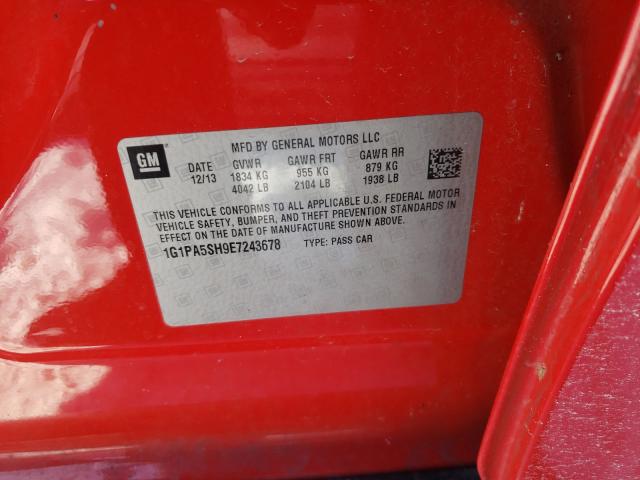 GM
MFD BY GENERAL MOTORS LLC
DATE GVWR GAWR FRT GAWR RR
12/13 1834 KG 955 KG 879 KG
4042 LB 2104 LB 1938 LB
THIS VEHICLE CONFORMS TO ALL APPLICABLE U.S. FEDERAL MOTOR
VEHICLE SAFETY, BUMPER, AND THEFT PREVENTION STANDARDS IN
EFFECT ON THE DATE OF MANUFACTURE SHOWN ABOVE.
1G1PA5SH9E7243678 TYPE: PASS CAR